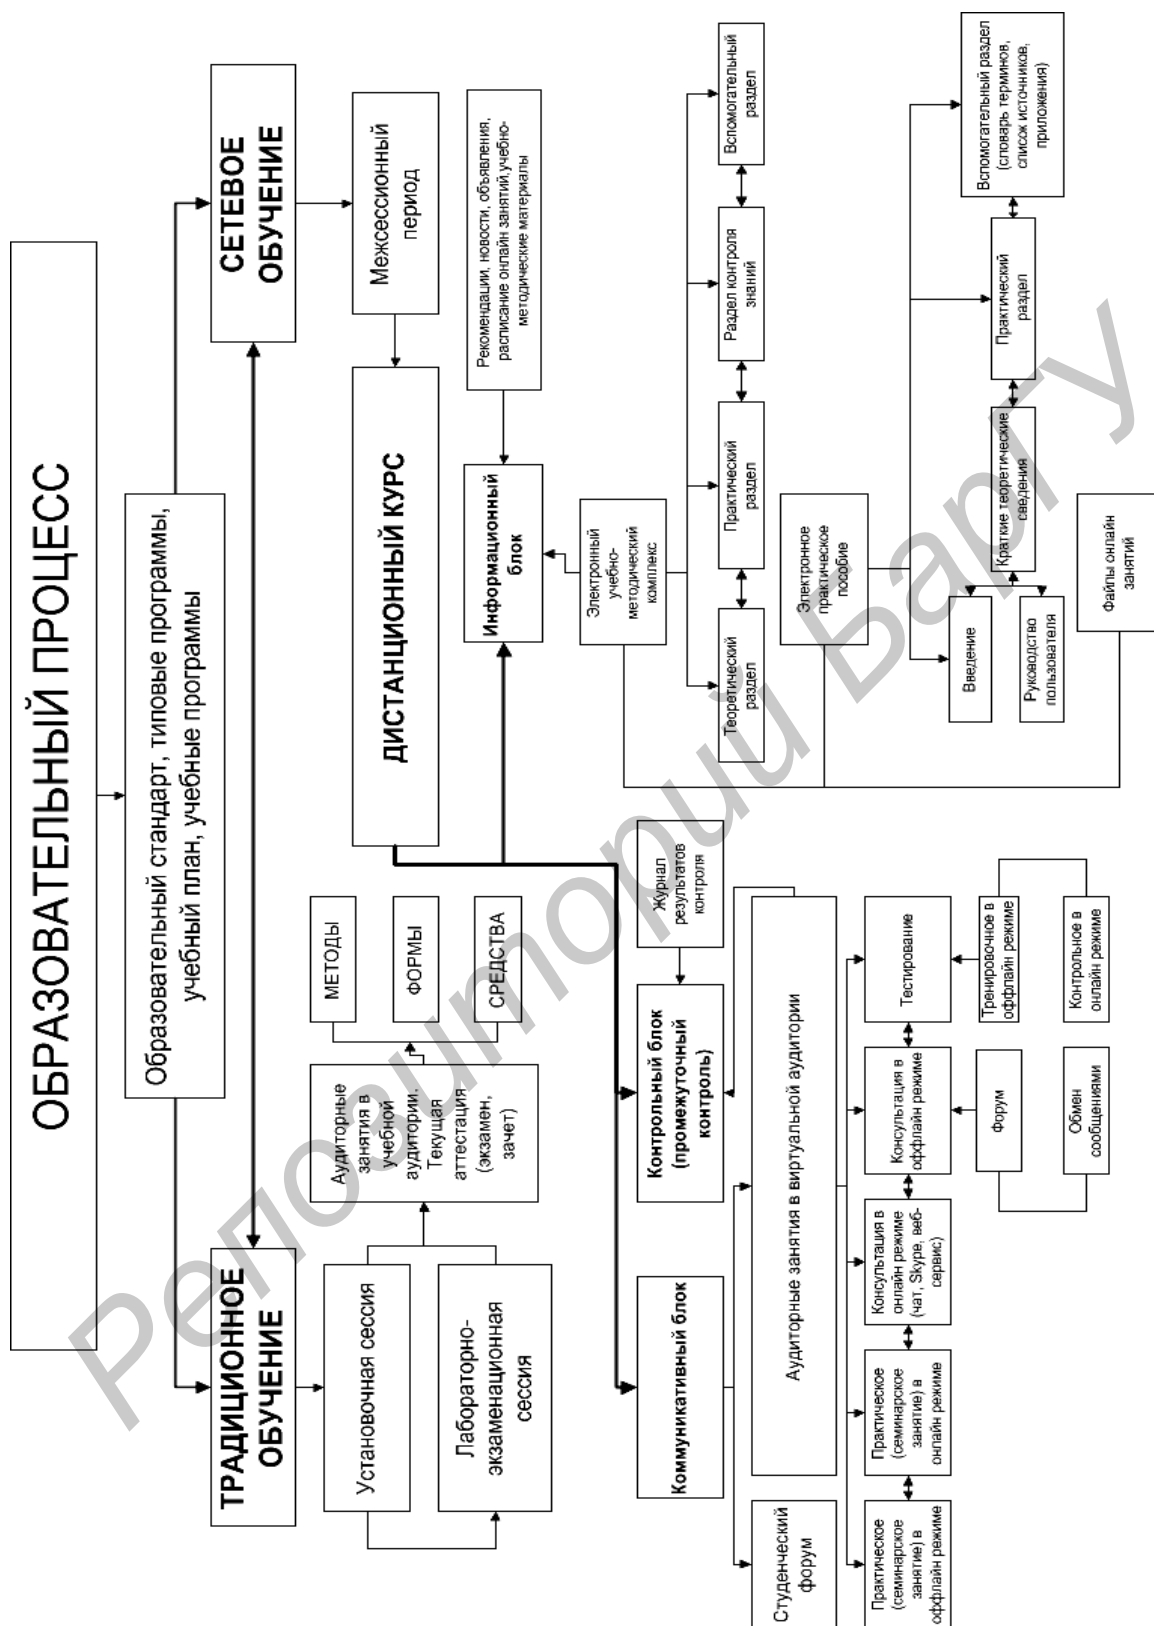 ОБРАЗОВАТЕЛЬНЫЙ ПРОЦЕСС
Образовательный стандарт, типовые программы,
учебный план, учебные программы
ТРАДИЦИОННОЕ
ОБУЧЕНИЕ
СЕТЕВОЕ
ОБУЧЕНИЕ
Установочная сессия
Лабораторно-
экзаменационная
сессия
Аудиторные
занятия в
учебной
аудитории.
Текущая
аттестация
(экзамен,
зачет)
МЕТОДЫ
ФОРМЫ
СРЕДСТВА
Межсессионный
период
ДИСТАНЦИОННЫЙ КУРС
Рекомендации, новости, объявления,
расписание онлайн занятий,учебно-
методические материалы
Информационный
блок
Коммуникативный блок
Контрольный блок
(промежуточный
контроль)
Журнал
результатов
контроля
Студенческий
форум
Аудиторные занятия в виртуальной аудитории
Практическое
(семинарское
занятие) в
оффлайн режиме
Практическое
(семинарское
занятие) в
онлайн режиме
Консультация в
онлайн режиме
(чат, Skype, веб-
сервис)
Консультация в
оффлайн режиме
Тестирование
Форум
Обмен
сообщениями
Тренировочное в
оффлайн режиме
Контрольное в
онлайн режиме
Электронный
учебно-
методический
комплекс
Теоретический
раздел
Практический
раздел
Раздел контроля
знаний
Вспомогательный
раздел
Электронное
практическое
пособие
Введение
Руководство
пользователя
Краткие теоретические
сведения
Практический
раздел
Вспомогательный раздел
(словарь терминов,
список источников,
приложения)
Файлы онлайн
занятий
Репозиторий БарГУ